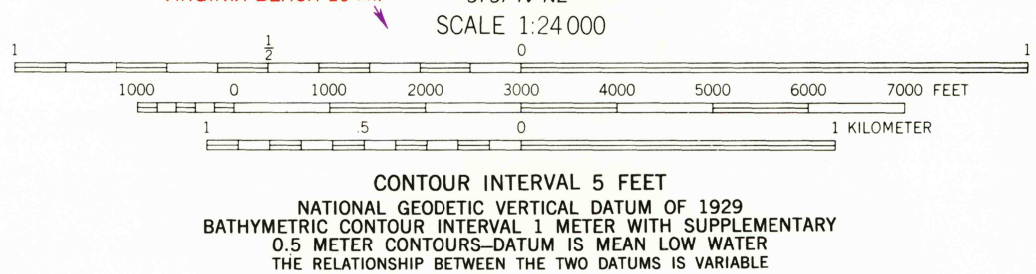 SCALE 1:24 000
1 ½ 0 1
1000 0 1000 2000 3000 4000 5000 6000 7000 FEET
1 .5 0 1 KILOMETER
CONTOUR INTERVAL 5 FEET
NATIONAL GEODETIC VERTICAL DATUM OF 1929
BATHYMETRIC CONTOUR INTERVAL 1 METER WITH SUPPLEMENTARY
0.5 METER CONTOURS—DATUM IS MEAN LOW WATER
THE RELATIONSHIP BETWEEN THE TWO DATUMS IS VARIABLE